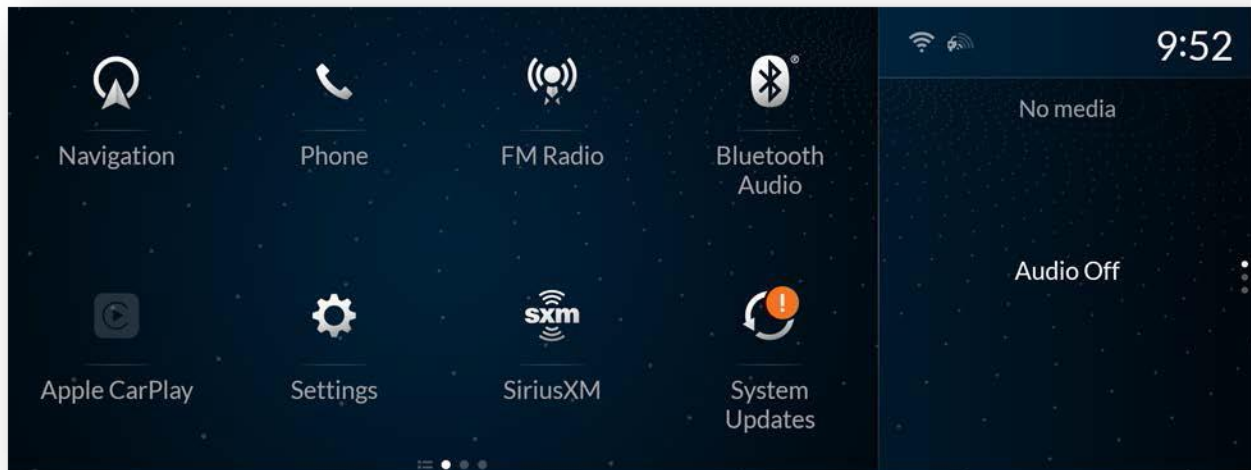 9:52
Navigation
Phone
FM Radio
Bluetooth
Audio
®
No media
Audio Off
Apple CarPlay
Settings
sxm
SiriusXM
!
System
Updates